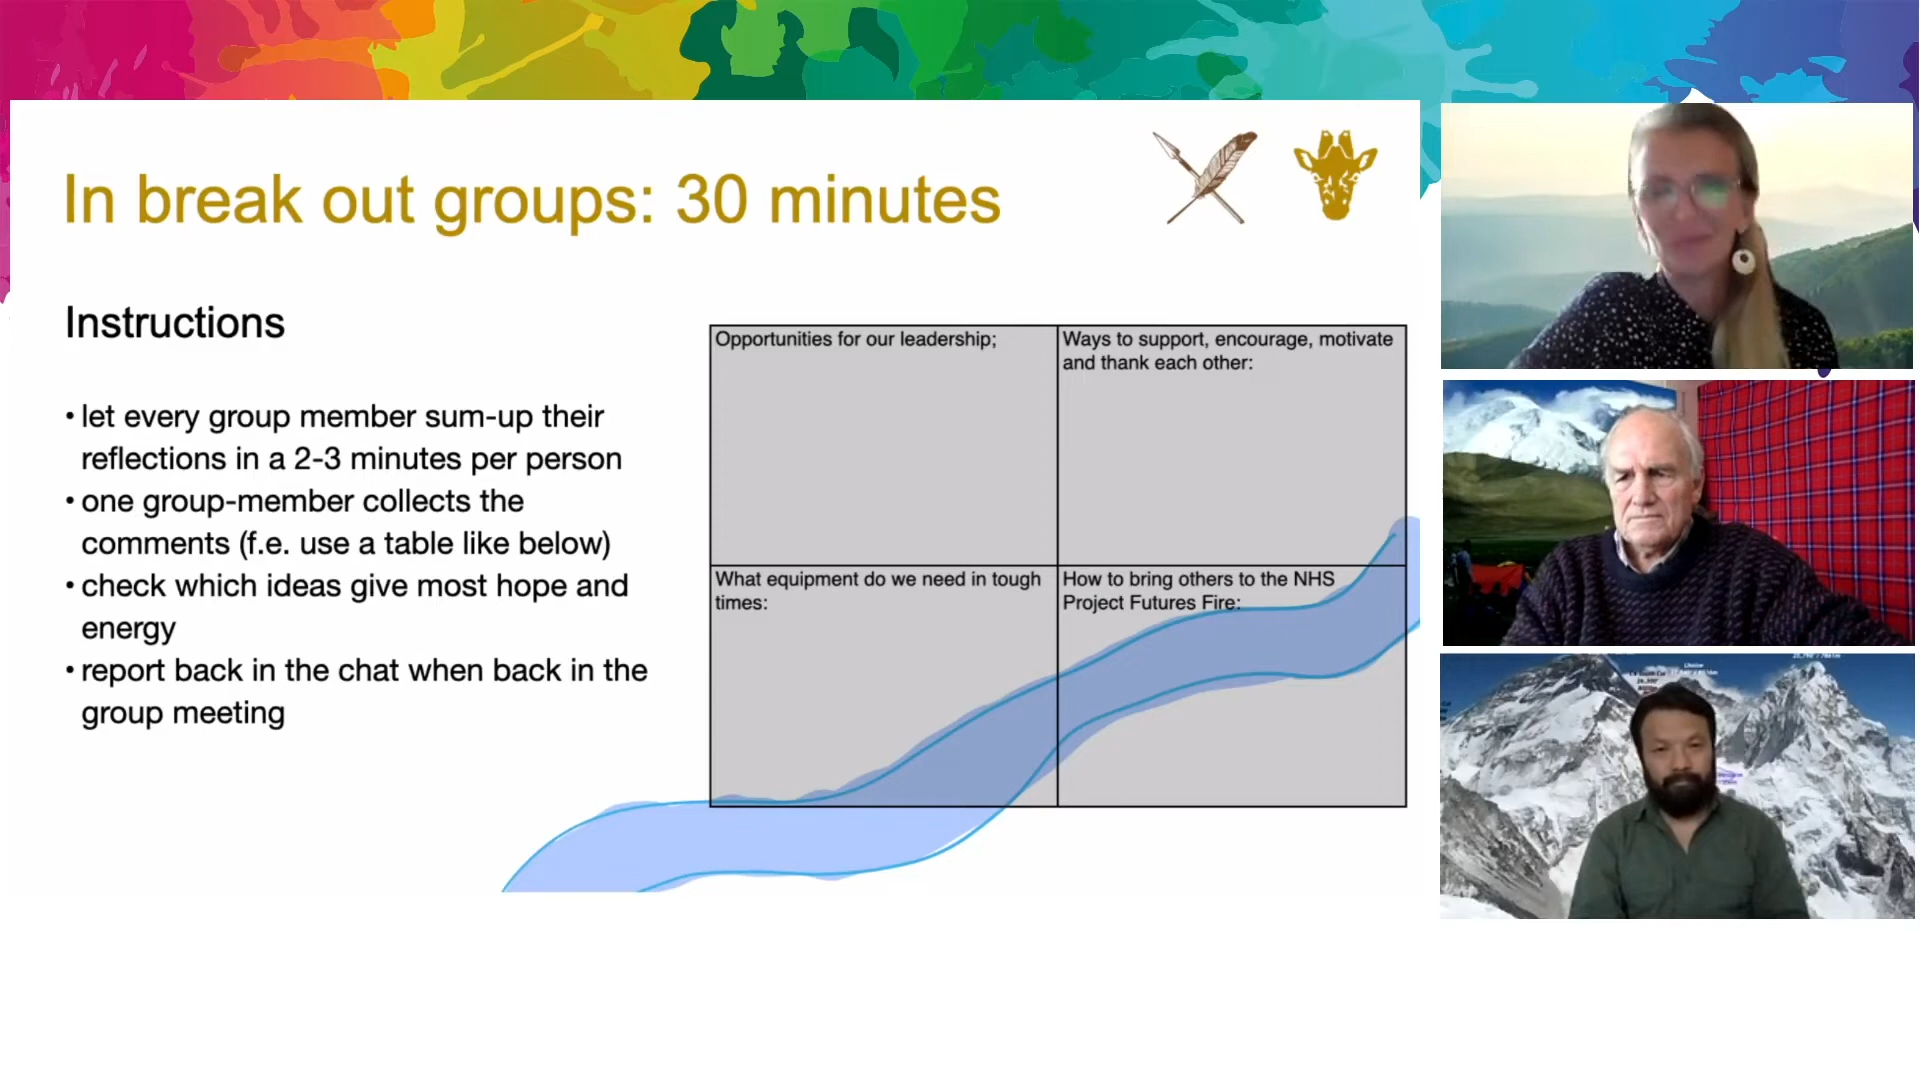 In break out groups: 30 minutes
Instructions
• let every group member sum-up their
reflections in a 2-3 minutes per person
• one group-member collects the
comments (f.e. use a table like below)
• check which ideas give most hope and
energy
• report back in the chat when back in the
group meeting
Opportunities for our leadership;
Ways to support, encourage, motivate
and thank each other:
What equipment do we need in tough
times:
How to bring others to the NHS
Project Futures Fire: